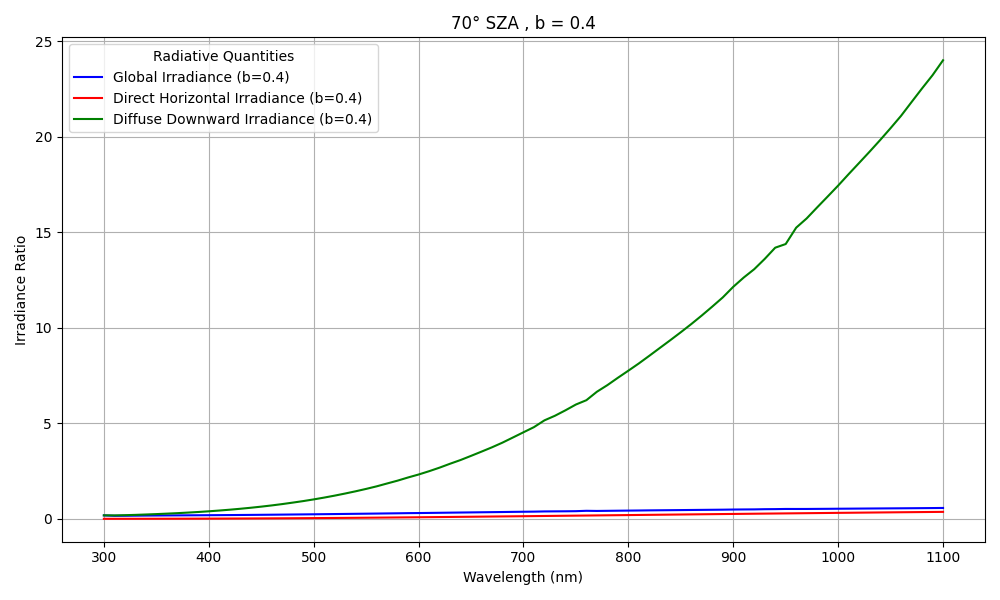 70° SZA , b = 0.4
Radiative Quantities
Global Irradiance (b=0.4)
Direct Horizontal Irradiance (b=0.4)
Diffuse Downward Irradiance (b=0.4)
Irradiance Ratio
25
20
15
10
5
0
300 400 500 600 700 800 900 1000 1100
Wavelength (nm)